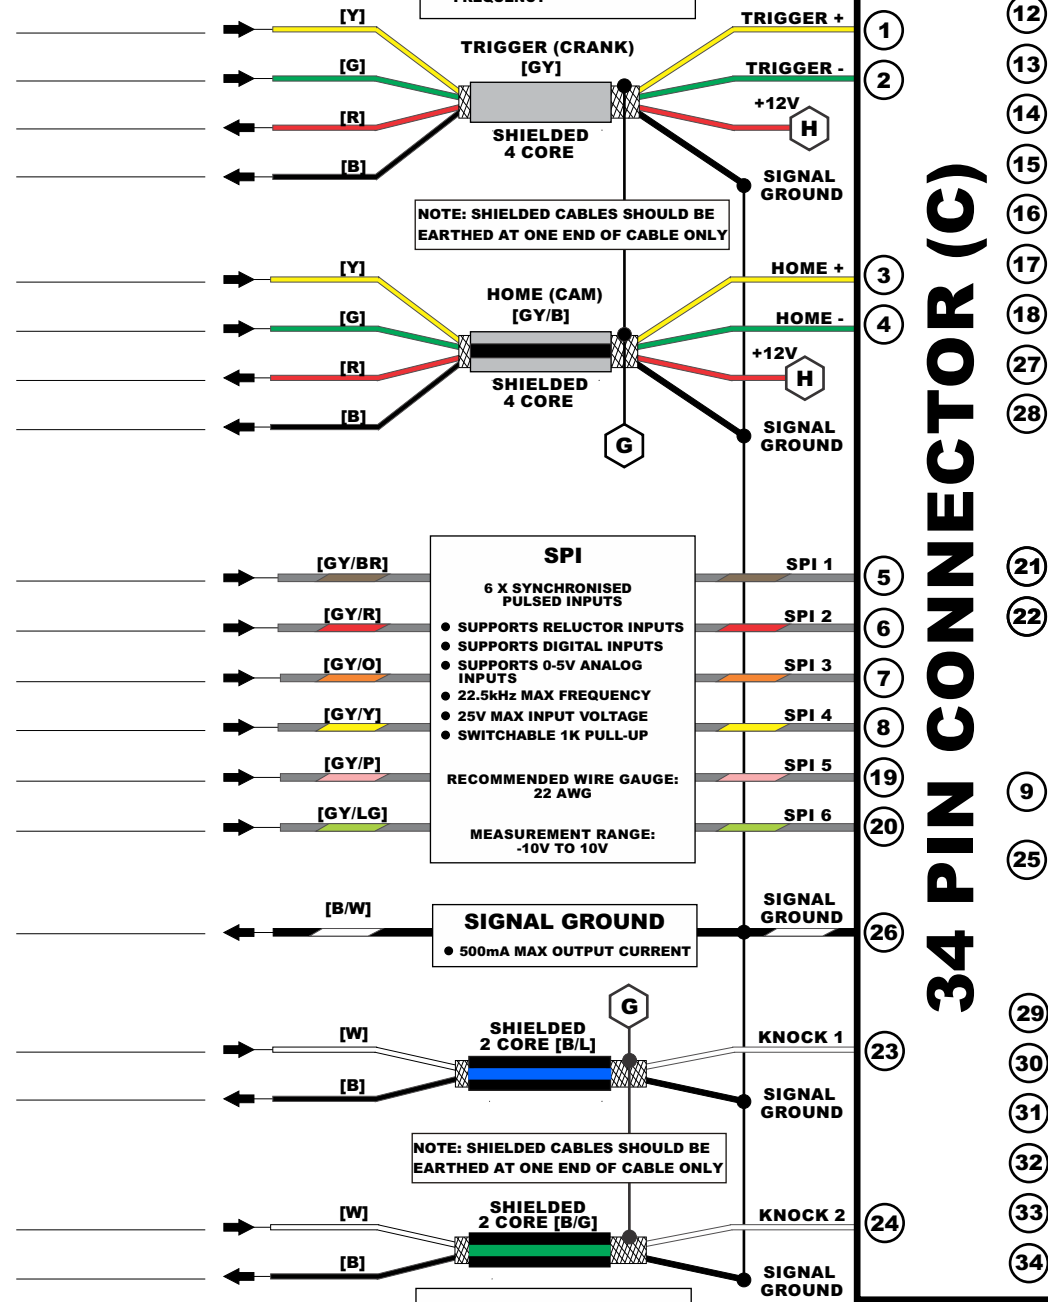 FREQUENCY
[Y]
TRIGGER (CRANK)
[GY]
TRIGGER +
1
[G]
TRIGGER -
2
[R]
+12V
H
SHIELDED
4 CORE
[B]
SIGNAL
GROUND
NOTE: SHIELDED CABLES SHOULD BE
EARTHED AT ONE END OF CABLE ONLY
[Y]
HOME (CAM)
[GY/B]
HOME +
3
[G]
HOME -
4
[R]
+12V
H
SHIELDED
4 CORE
[B]
SIGNAL
GROUND
G
SPI
6 X SYNCHRONISED
PULSED INPUTS
● SUPPORTS RELUCTOR INPUTS
● SUPPORTS DIGITAL INPUTS
● SUPPORTS 0-5V ANALOG
INPUTS
● 22.5kHz MAX FREQUENCY
● 25V MAX INPUT VOLTAGE
● SWITCHABLE 1K PULL-UP
RECOMMENDED WIRE GAUGE:
22 AWG
MEASUREMENT RANGE:
-10V TO 10V
[GY/BR]
SPI 1
5
[GY/R]
SPI 2
6
[GY/O]
SPI 3
7
[GY/Y]
SPI 4
8
[GY/P]
SPI 5
19
[GY/LG]
SPI 6
20
[B/W]
SIGNAL GROUND
● 500mA MAX OUTPUT CURRENT
SIGNAL
GROUND
26
G
[W]
SHIELDED
2 CORE [B/L]
KNOCK 1
23
[B]
SIGNAL
GROUND
NOTE: SHIELDED CABLES SHOULD BE
EARTHED AT ONE END OF CABLE ONLY
[W]
SHIELDED
2 CORE [B/G]
KNOCK 2
24
[B]
SIGNAL
GROUND
34 PIN CONNECTOR (C)
12
13
14
15
16
17
18
27
28
21
22
9
25
29
30
31
32
33
34